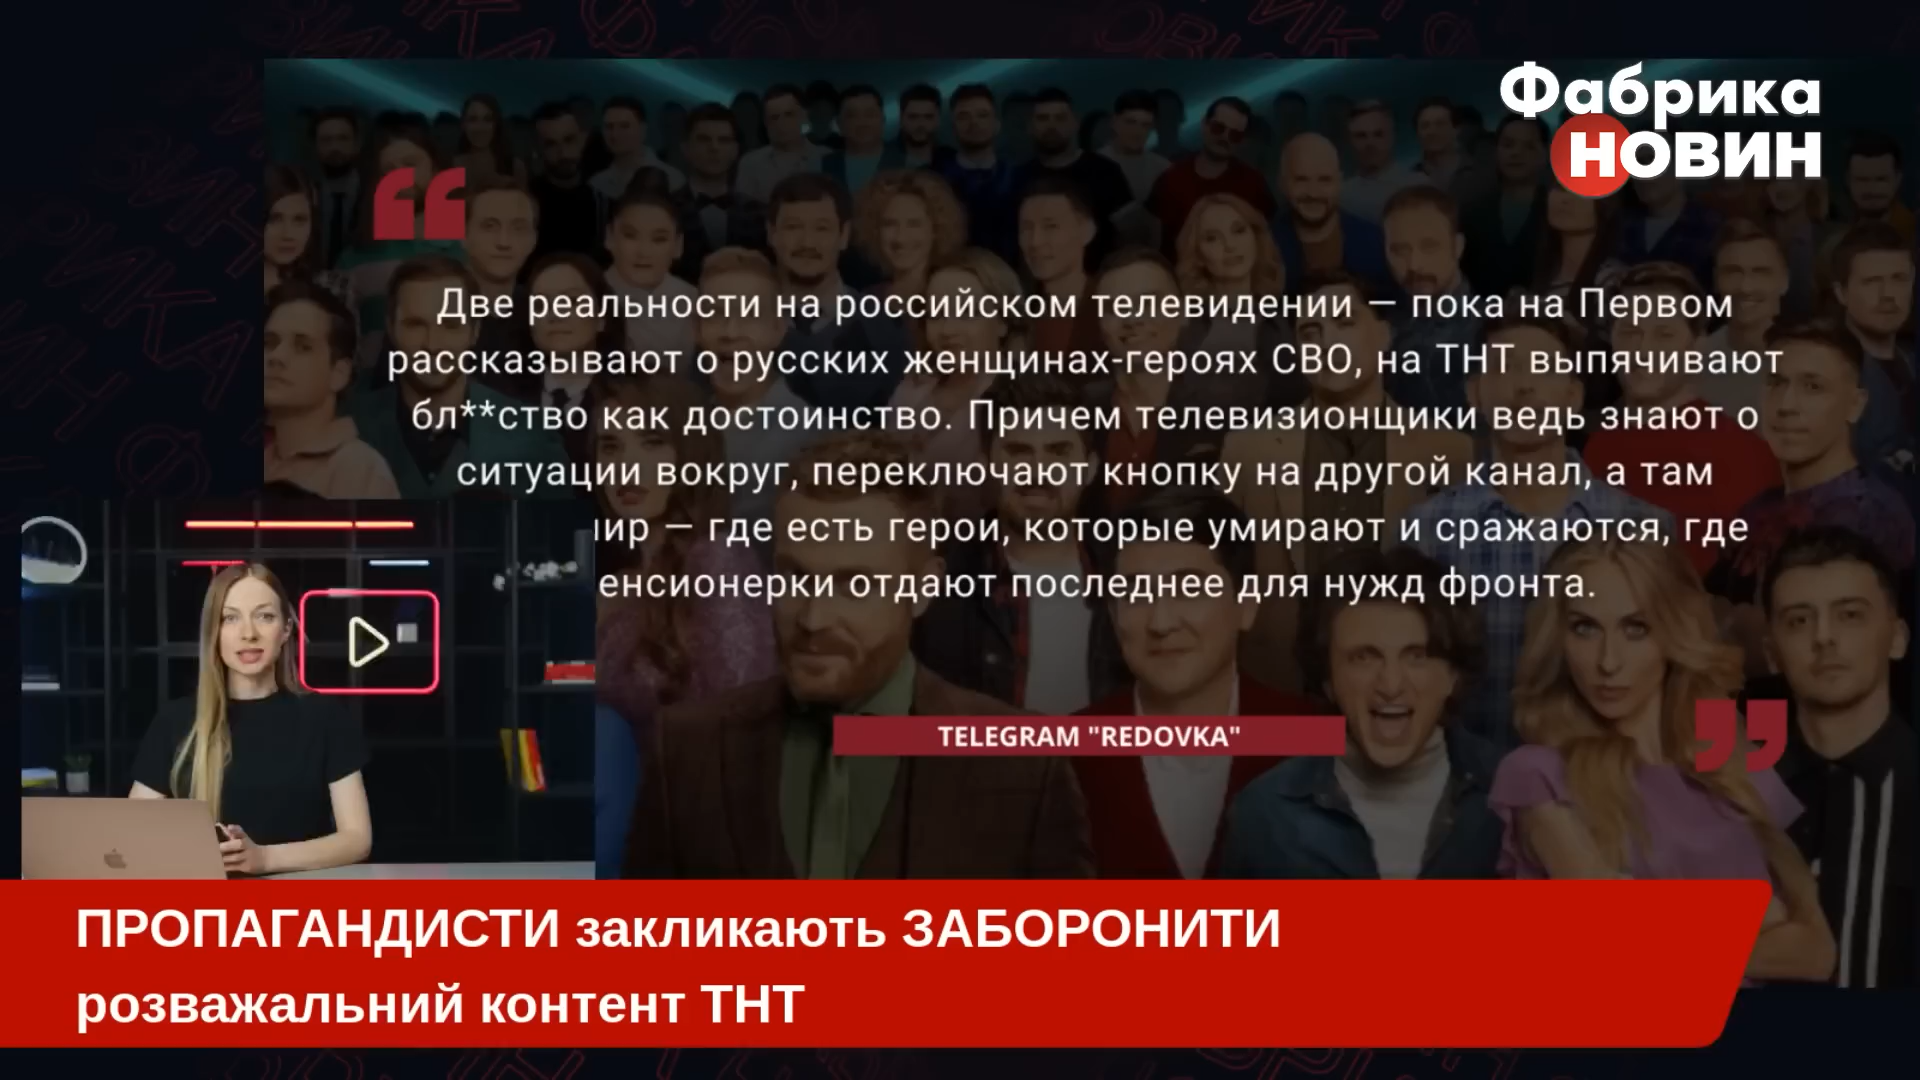 Фабрика
новин
Две реальности на российском телевидении — пока на Первом
рассказывают о русских женщинах-героях СВО, на ТНТ выпячивают
бл**ство как достоинство. Причем телевизионщики ведь знают о
ситуации вокруг, переключают кнопку на другой канал, а там
— где есть герои, которые умирают и сражаются, где
отдают последнее для нужд фронта.
TELEGRAM "REDOVKA"
ПРОПАГАНДИСТИ закликають ЗАБОРОНИТИ
розважальний контент ТНТ